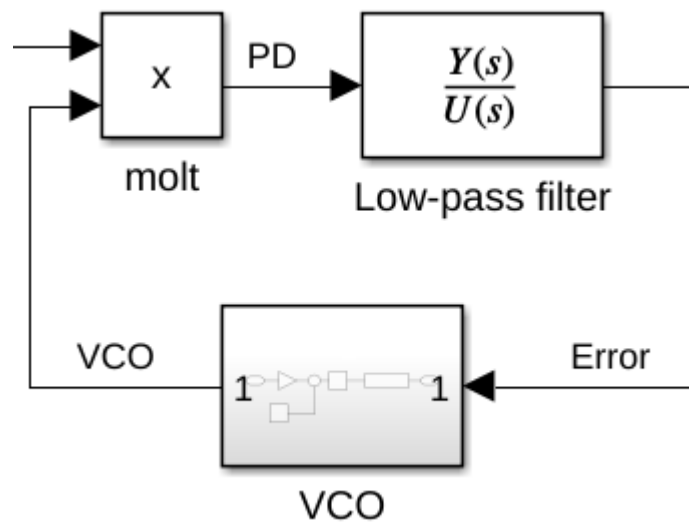 x
PD
Y(s)
U(s)
molt
Low-pass filter
VCO
1
1
Error
VCO